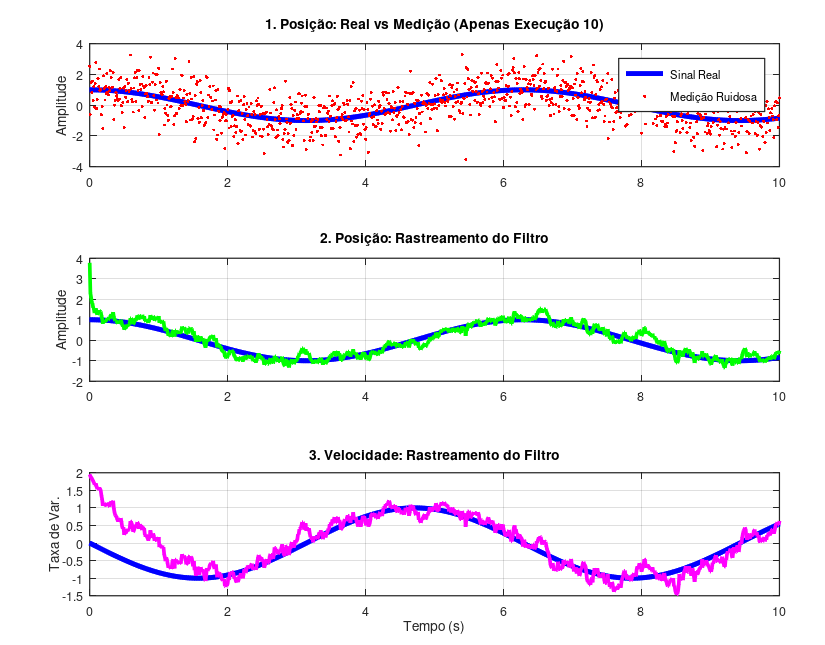 1. Posição: Real vs Medição (Apenas Execução 10)
4
2
0
-2
-4
Amplitude
Sinal Real
Medição Ruidosa
0 2 4 6 8 10
2. Posição: Rastreamento do Filtro
4
3
2
1
0
-1
-2
Amplitude
0 2 4 6 8 10
3. Velocidade: Rastreamento do Filtro
2
1.5
1
0.5
0
-0.5
-1
-1.5
Taxa de Var.
0 2 4 6 8 10
Tempo (s)